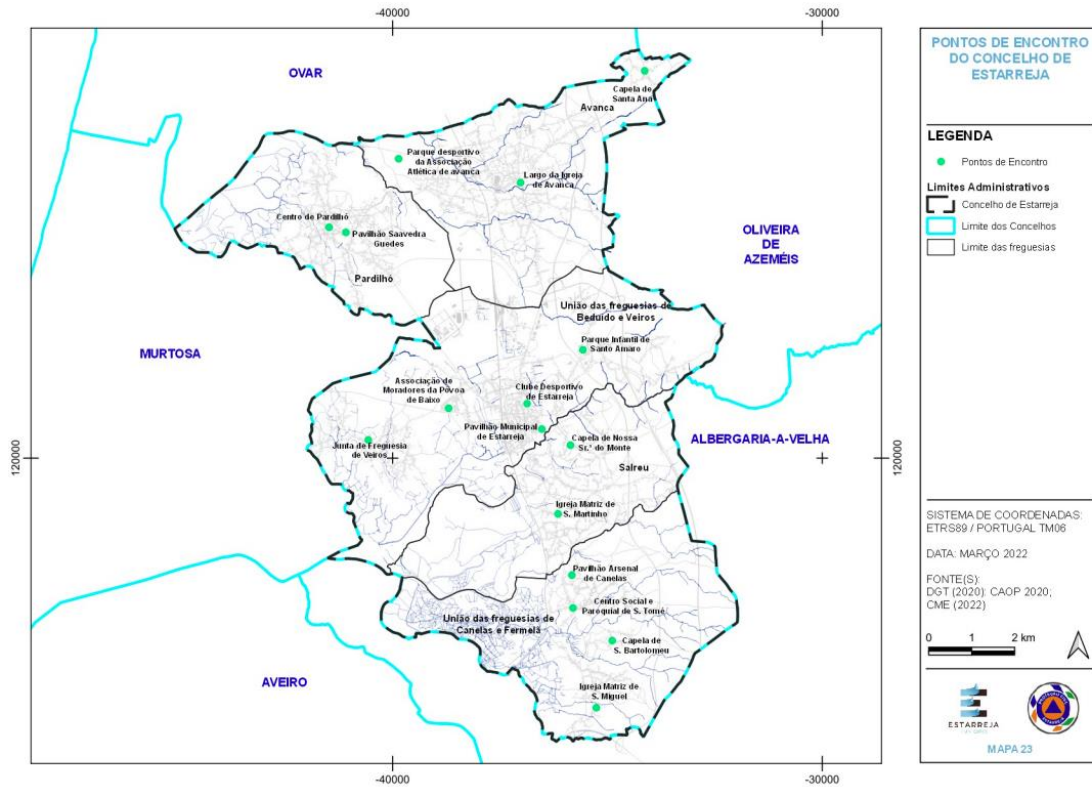 -40000
-30000
OVAR
Capela de
Santa Ana
Avanca
Parque desportivo
da Associação
Atlética de avanca
Largo da Igreja
de Avanca
Centro de Pardilhó
Pavilhão Saavedra
Guedes
Pardilhó
OLIVEIRA
DE
AZEMÉIS
União das freguesias de
Beduído e Veiros
Parque Infantil de
Santo Amaro
MURTOSA
Associação de
Moradores da Póvoa
de Baixo
Clube Desportivo
de Estarreja
Pavilhão Municipal
de Estarreja
Junta de Freguesia
de Veiros
Capela de Nossa
Sr.ª do Monte
ALBERGARIA-A-VELHA
Salreu
120000
120000
Igreja Matriz de
S. Martinho
Pavilhão Arsenal
de Canelas
Centro Social e
Paroquial de S. Tomé
União das freguesias de
Canelas e Fermelã
Capela de
S. Bartolomeu
AVEIRO
Igreja Matriz de
S. Miguel
-40000
-30000
PONTOS DE ENCONTRO
DO CONCELHO DE
ESTARREJA
LEGENDA
Pontos de Encontro
Limites Administrativos
Concelho de Estarreja
Limite dos Concelhos
Limite das freguesias
SISTEMA DE COORDENADAS:
ETRS89 / PORTUGAL TM06
DATA: MARÇO 2022
FONTE(S):
DGT (2020): CAOP 2020;
CME (2022)
0 1 2 km
ESTARREJA
MAPA 23